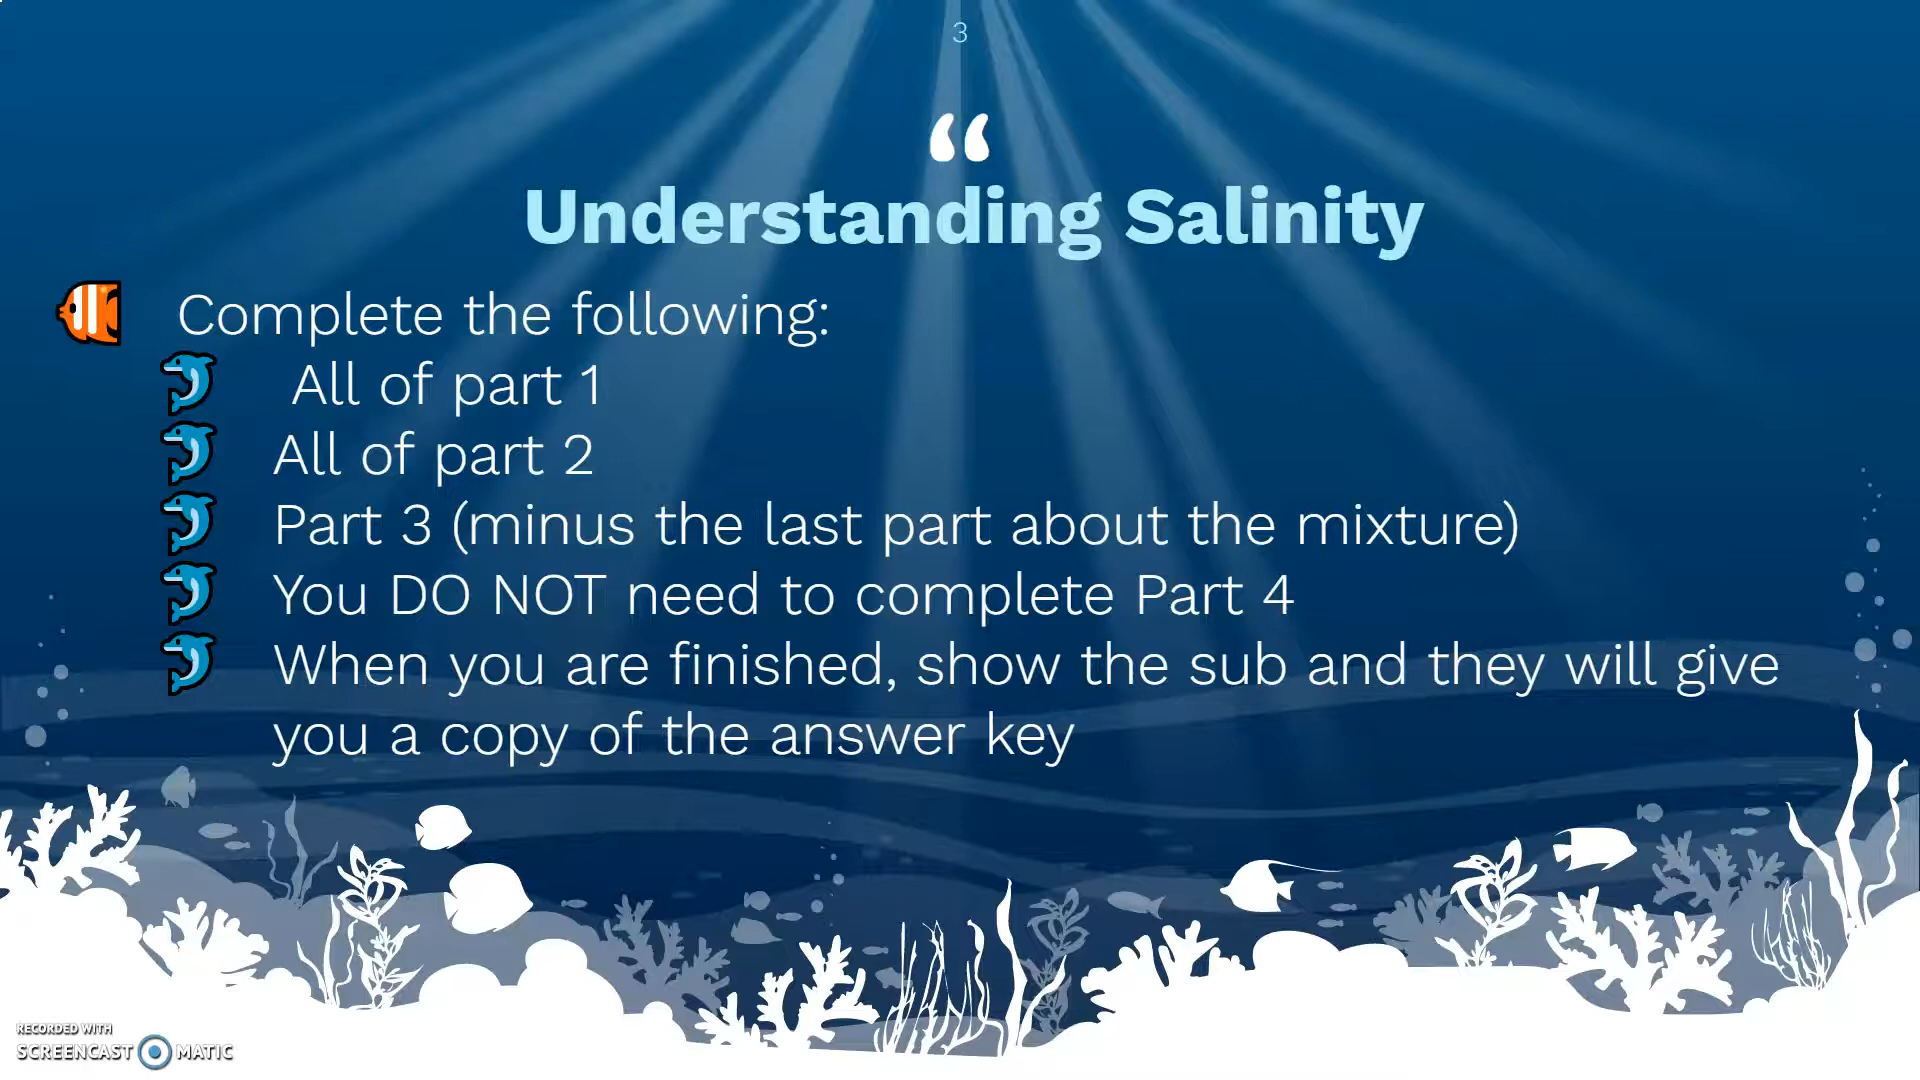 3
“
Understanding Salinity
Complete the following:
All of part 1
All of part 2
Part 3 (minus the last part about the mixture)
You DO NOT need to complete Part 4
When you are finished, show the sub and they will give
you a copy of the answer key
RECORDED WITH
SCREENCAST MATIC